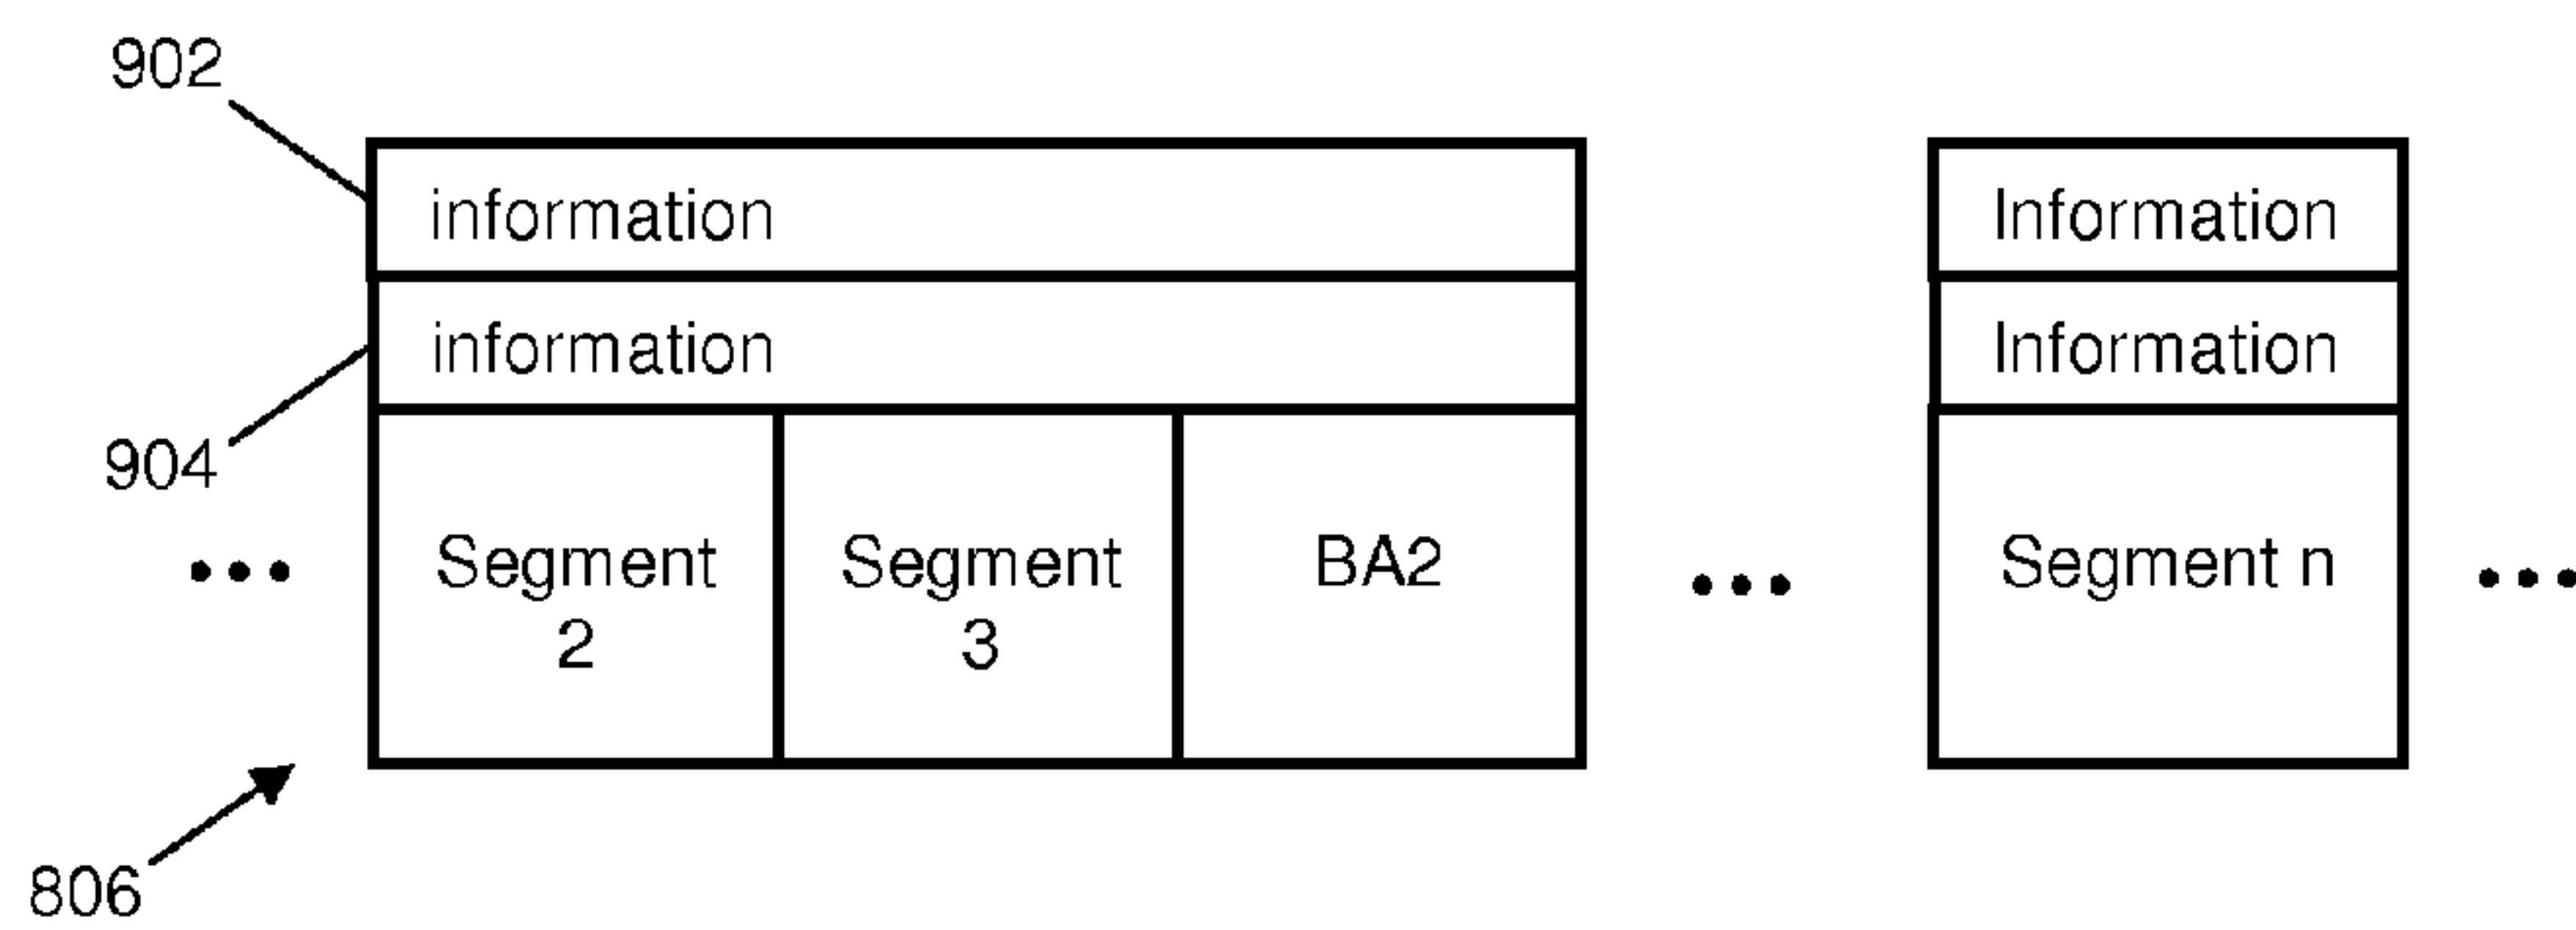 902
information
Information
information
Information
904
Segment
2
Segment
3
BA2
Segment n
806